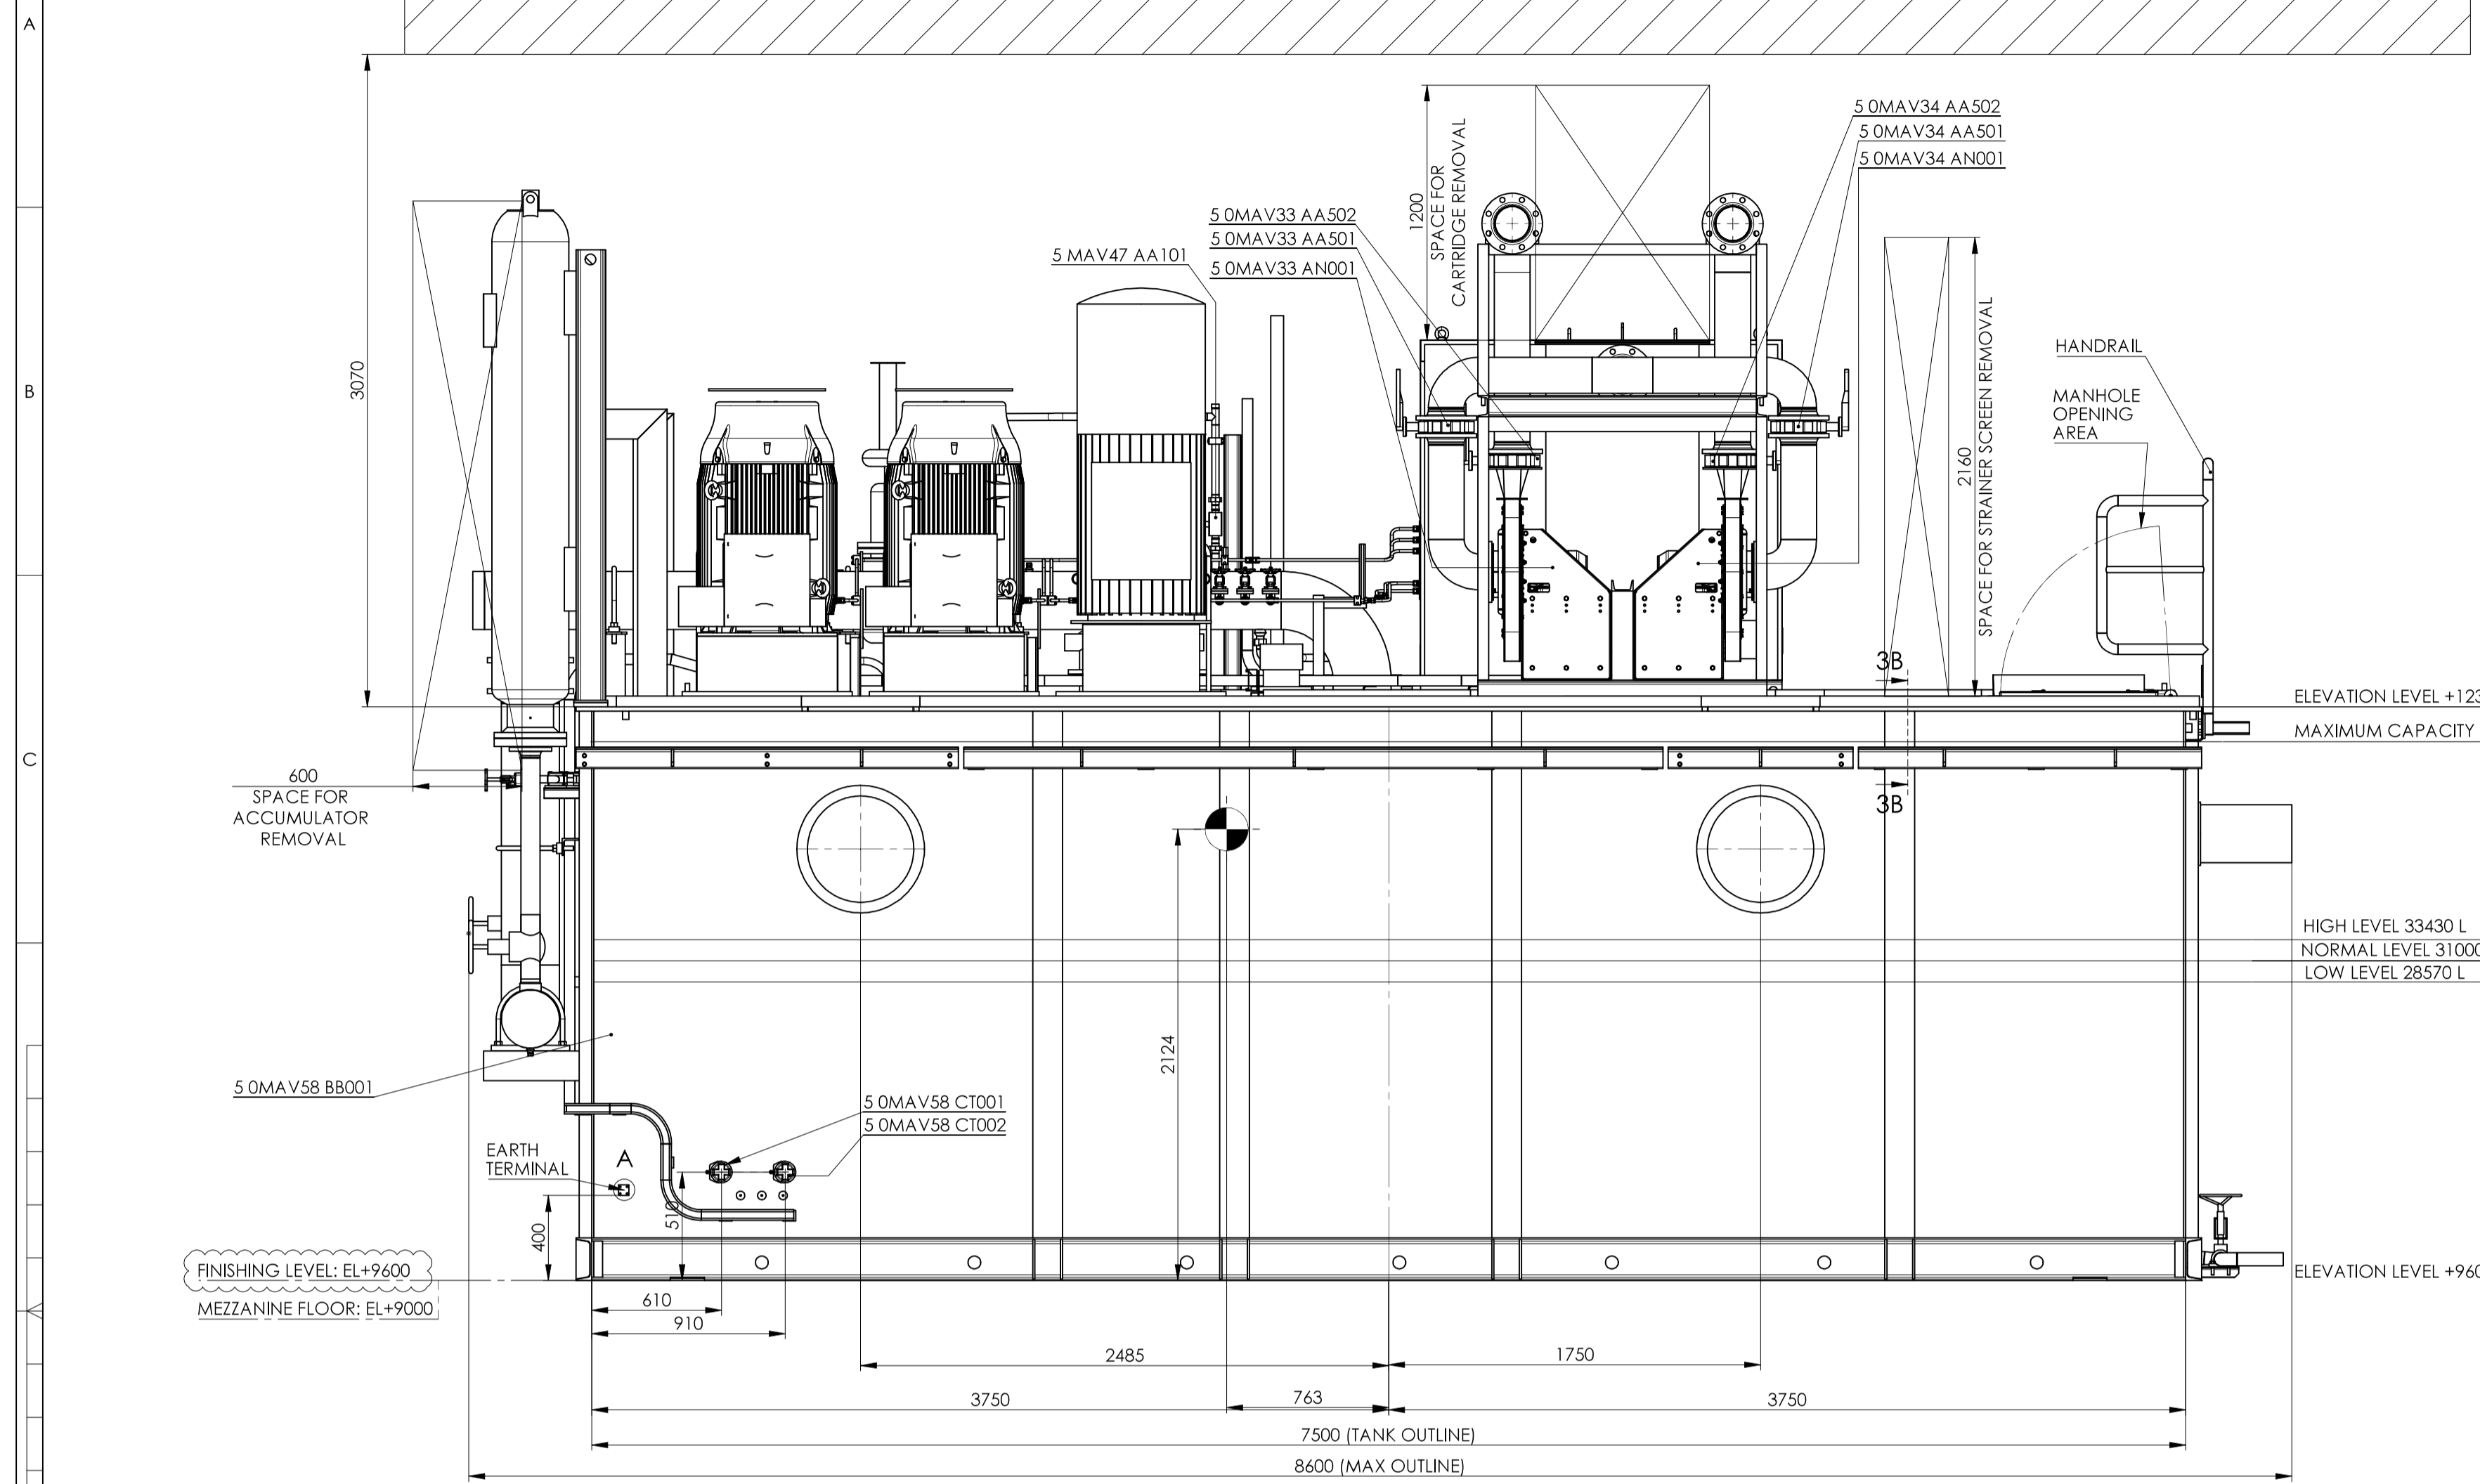 A
B
C
5 0MAV34 AA502
5 0MAV34 AA501
5 0MAV34 AN001
1200
SPACE FOR
CARTRIDGE REMOVAL
5 0MAV33 AA502
5 0MAV33 AA501
5 0MAV33 AN001
5 MAV47 AA101
3070
HANDRAIL
MANHOLE
OPENING
AREA
2160
SPACE FOR STRAINER SCREEN REMOVAL
3B
3B
ELEVATION LEVEL +123
MAXIMUM CAPACITY
600
SPACE FOR
ACCUMULATOR
REMOVAL
HIGH LEVEL 33430 L
NORMAL LEVEL 31000
LOW LEVEL 28570 L
2124
5 0MAV58 BB001
5 0MAV58 CT001
5 0MAV58 CT002
EARTH
TERMINAL
A
510
400
FINISHING LEVEL: EL+9600
MEZZANINE FLOOR: EL+9000
ELEVATION LEVEL +960
610
910
2485
1750
3750
763
3750
7500 (TANK OUTLINE)
8600 (MAX OUTLINE)